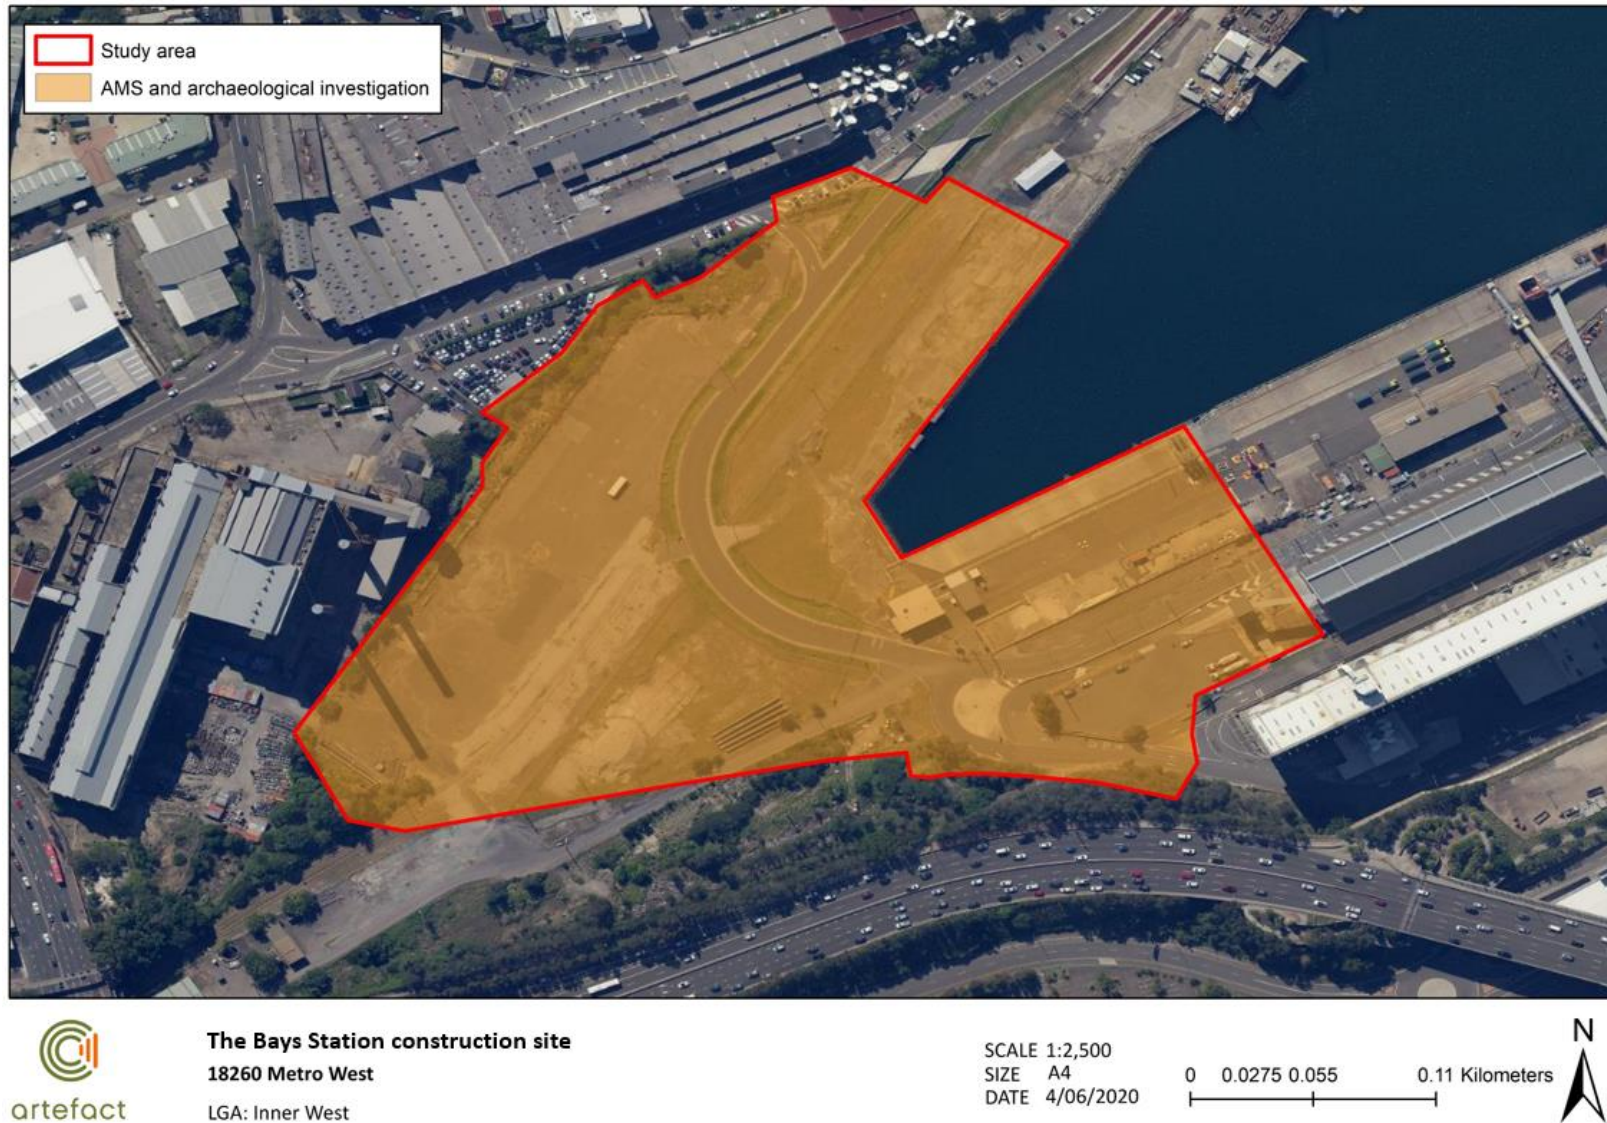 Study area
AMS and archaeological investigation
artefact
The Bays Station construction site
18260 Metro West
LGA: Inner West
SCALE 1:2,500
SIZE A4
DATE 4/06/2020
0 0.0275 0.055 0.11 Kilometers
N